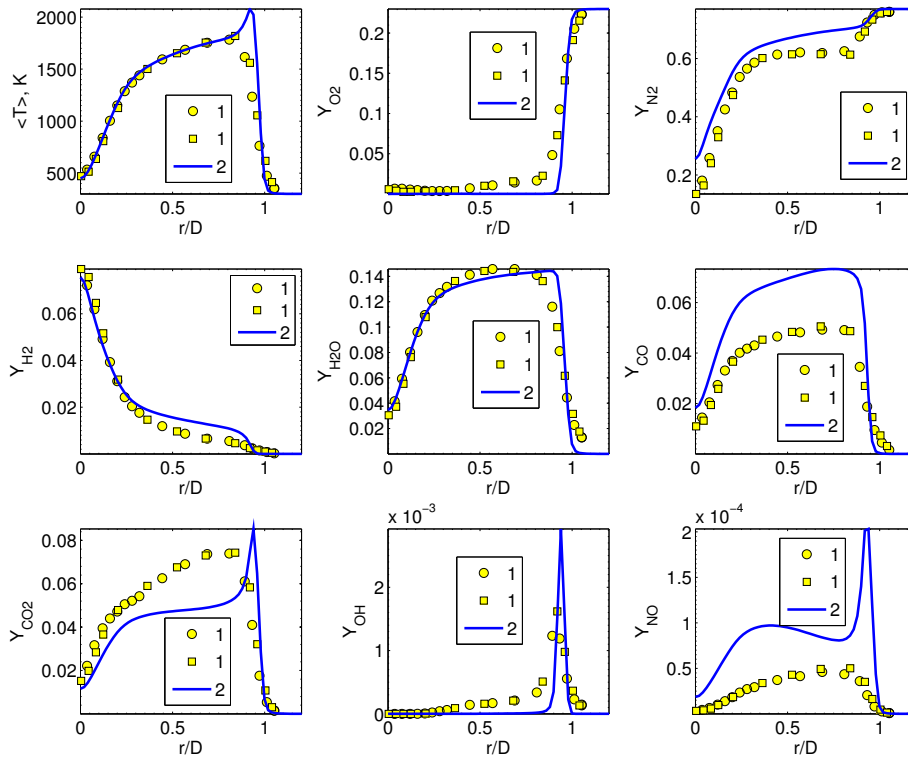 2000
1500
1000
500
<T>, K
1
1
2
0 0.5 1
r/D
0.2
0.15
0.1
0.05
Y_O2
1
1
2
0 0.5 1
r/D
0.6
0.4
0.2
Y_N2
1
1
2
0 0.5 1
r/D
0.06
0.04
0.02
Y_H2
1
1
2
0 0.5 1
r/D
0.14
0.12
0.1
0.08
0.06
0.04
0.02
Y_H2O
1
1
2
0 0.5 1
r/D
0.06
0.04
0.02
Y_CO
1
1
2
0 0.5 1
r/D
0.08
0.06
0.04
0.02
Y_CO2
1
1
2
0 0.5 1
r/D
x 10^-3
2
1
0
Y_OH
1
1
2
0 0.5 1
r/D
x 10^-4
2
1.5
1
0.5
0
Y_NO
1
1
2
0 0.5 1
r/D